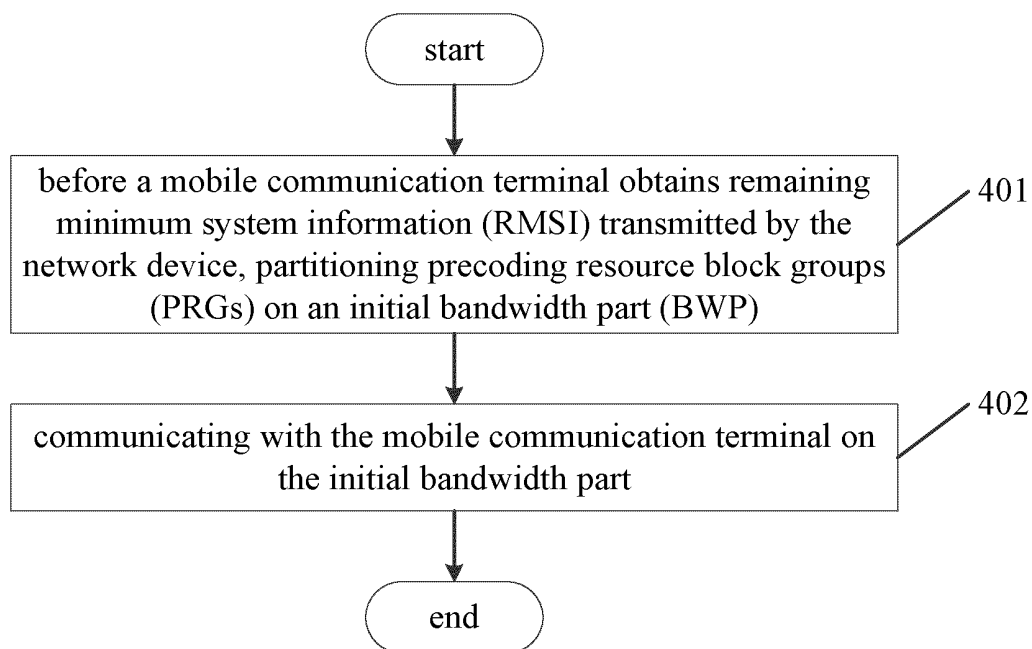 start
before a mobile communication terminal obtains remaining
minimum system information (RMSI) transmitted by the
network device, partitioning precoding resource block groups
(PRGs) on an initial bandwidth part (BWP)
401
communicating with the mobile communication terminal on
the initial bandwidth part
402
end